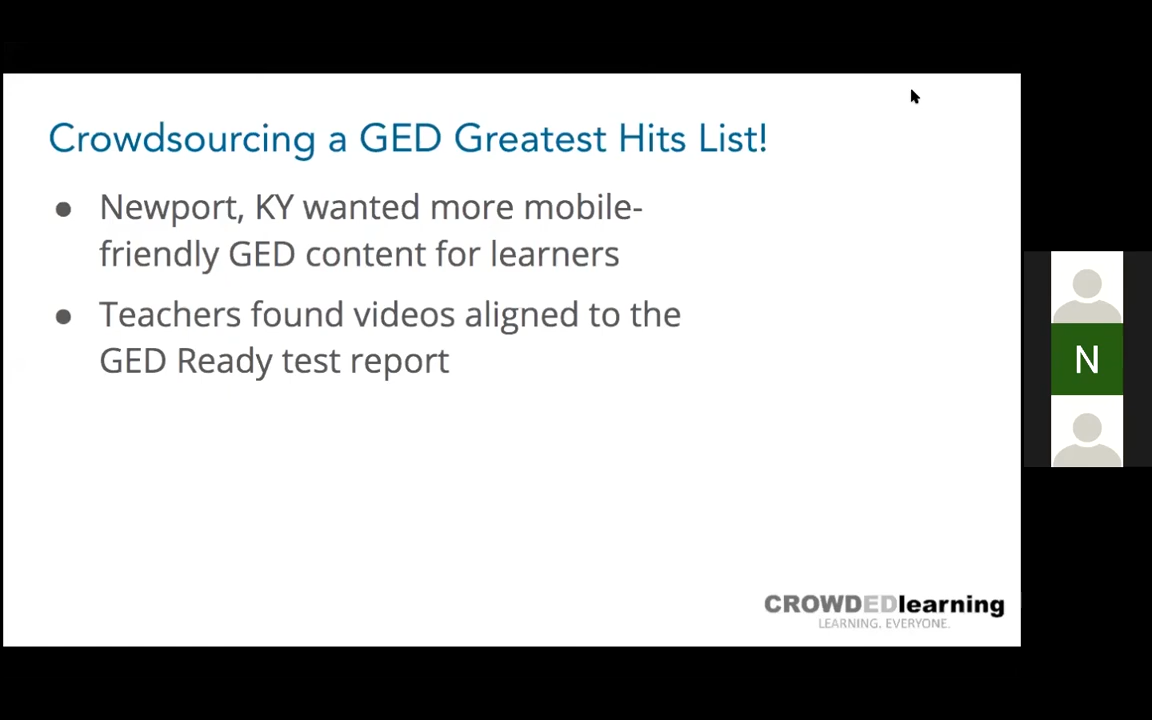 Crowdsourcing a GED Greatest Hits List!
● Newport, KY wanted more mobile-
friendly GED content for learners
● Teachers found videos aligned to the
GED Ready test report
N
CROWDEDlearning
LEARNING. EVERYONE.